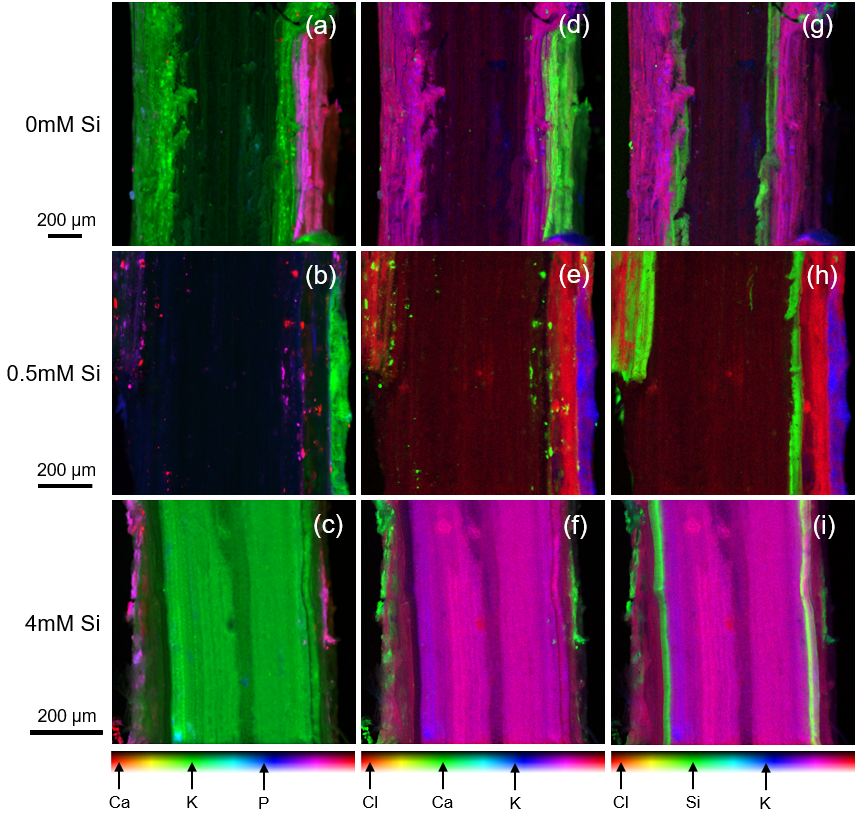 (a)
(d)
(g)
0mM Si
200 µm
(b)
(e)
(h)
0.5mM Si
200 µm
(c)
(f)
(i)
4mM Si
200 µm
Ca K P
Cl Ca K
Cl Si K